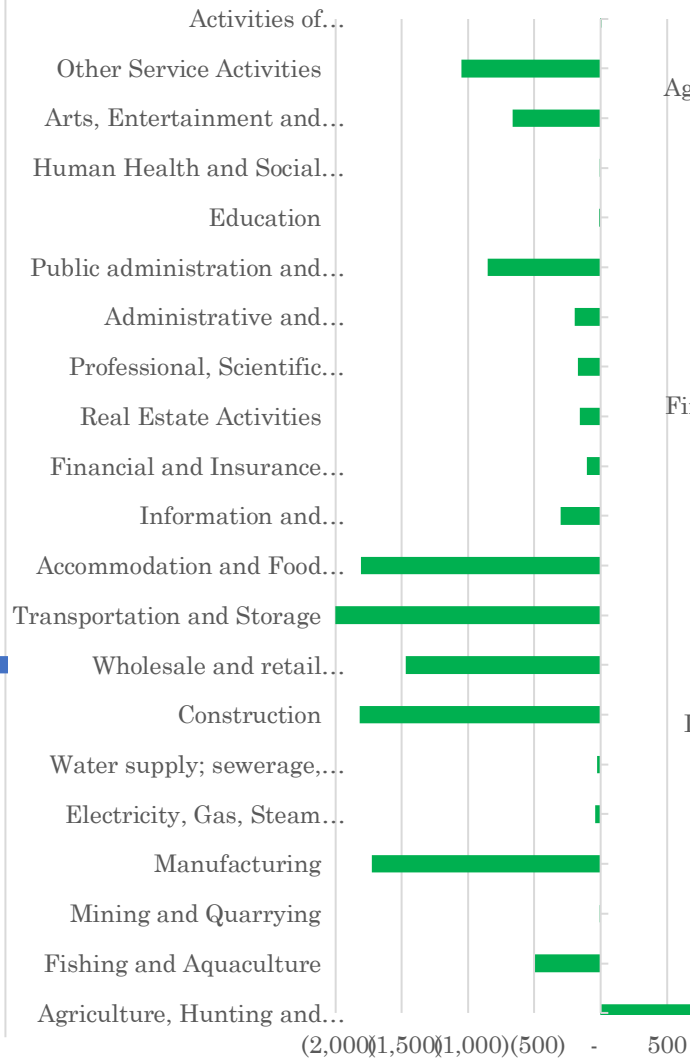 Activities of…
Other Service Activities
Arts, Entertainment and…
Human Health and Social…
Education
Public administration and…
Administrative and…
Professional, Scientific…
Real Estate Activities
Financial and Insurance…
Information and…
Accommodation and Food…
Transportation and Storage
Wholesale and retail…
Construction
Water supply; sewerage,…
Electricity, Gas, Steam…
Manufacturing
Mining and Quarrying
Fishing and Aquaculture
Agriculture, Hunting and…
(2,000) (1,500) (1,000) (500) - 500
Ag
Fi